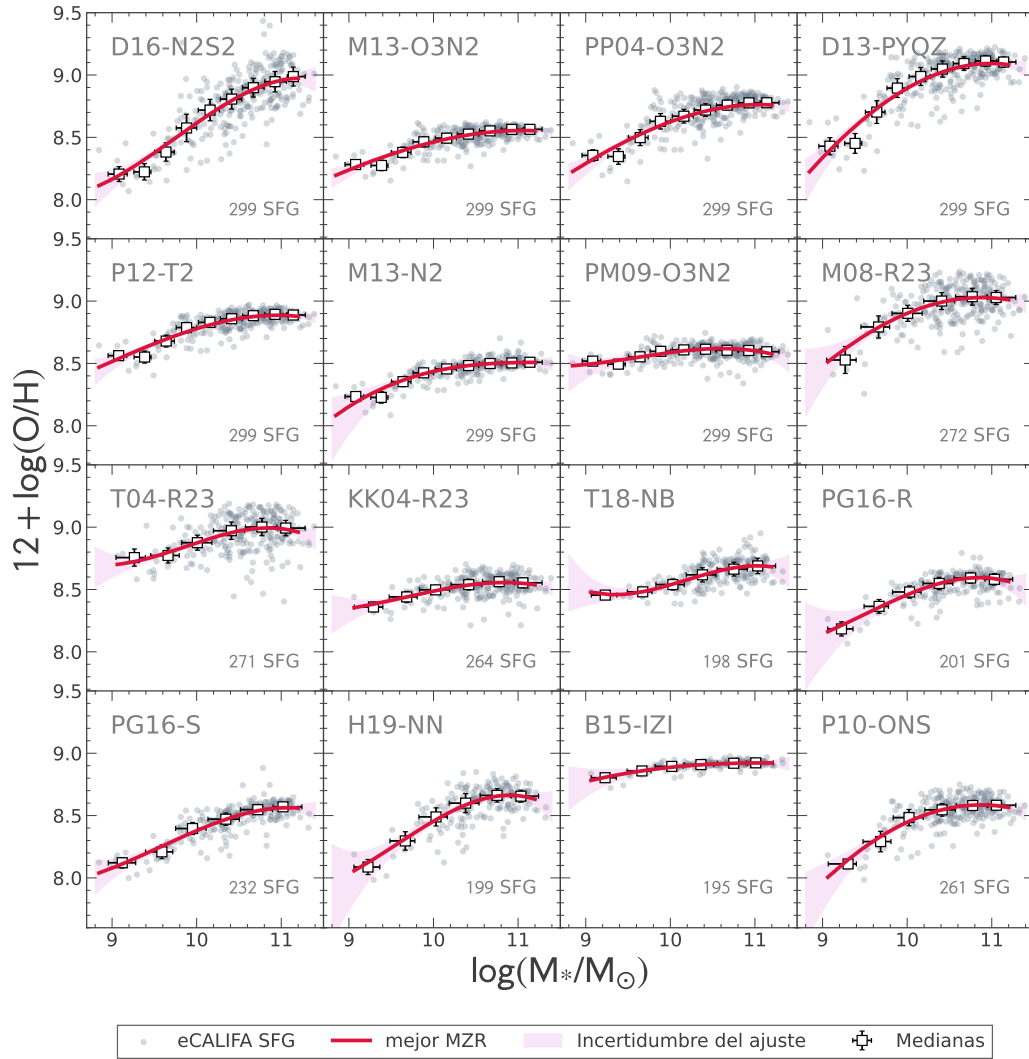 9.5
D16-N2S2 M13-O3N2 PP04-O3N2 D13-PYQZ
9.0
8.5
8.0
299 SFG 299 SFG 299 SFG 299 SFG
9.5
P12-T2 M13-N2 PM09-O3N2 M08-R23
9.0
8.5
8.0
299 SFG 299 SFG 299 SFG 272 SFG
12 + log(O/H)
9.5
T04-R23 KK04-R23 T18-NB PG16-R
9.0
8.5
8.0
271 SFG 264 SFG 198 SFG 201 SFG
9.5
PG16-S H19-NN B15-IZI P10-ONS
9.0
8.5
8.0
232 SFG 199 SFG 195 SFG 261 SFG
9 10 11 9 10 11 9 10 11 9 10 11
log(M*/M⊙)
eCALIFA SFG mejor MZR Incertidumbre del ajuste Medianas